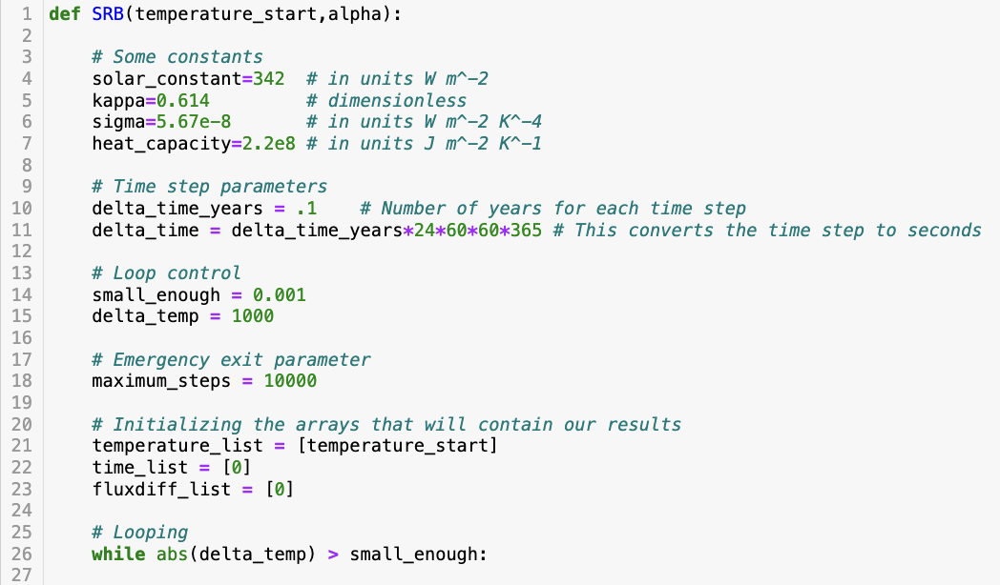 1 def SRB(temperature_start,alpha):
2
3     # Some constants
4     solar_constant=342  # in units W m^-2
5     kappa=0.614         # dimensionless
6     sigma=5.67e-8       # in units W m^-2 K^-4
7     heat_capacity=2.2e8 # in units J m^-2 K^-1
8
9     # Time step parameters
10     delta_time_years = .1    # Number of years for each time step
11     delta_time = delta_time_years*24*60*60*365 # This converts the time step to seconds
12
13     # Loop control
14     small_enough = 0.001
15     delta_temp = 1000
16
17     # Emergency exit parameter
18     maximum_steps = 10000
19
20     # Initializing the arrays that will contain our results
21     temperature_list = [temperature_start]
22     time_list = [0]
23     fluxdiff_list = [0]
24
25     # Looping
26     while abs(delta_temp) > small_enough:
27